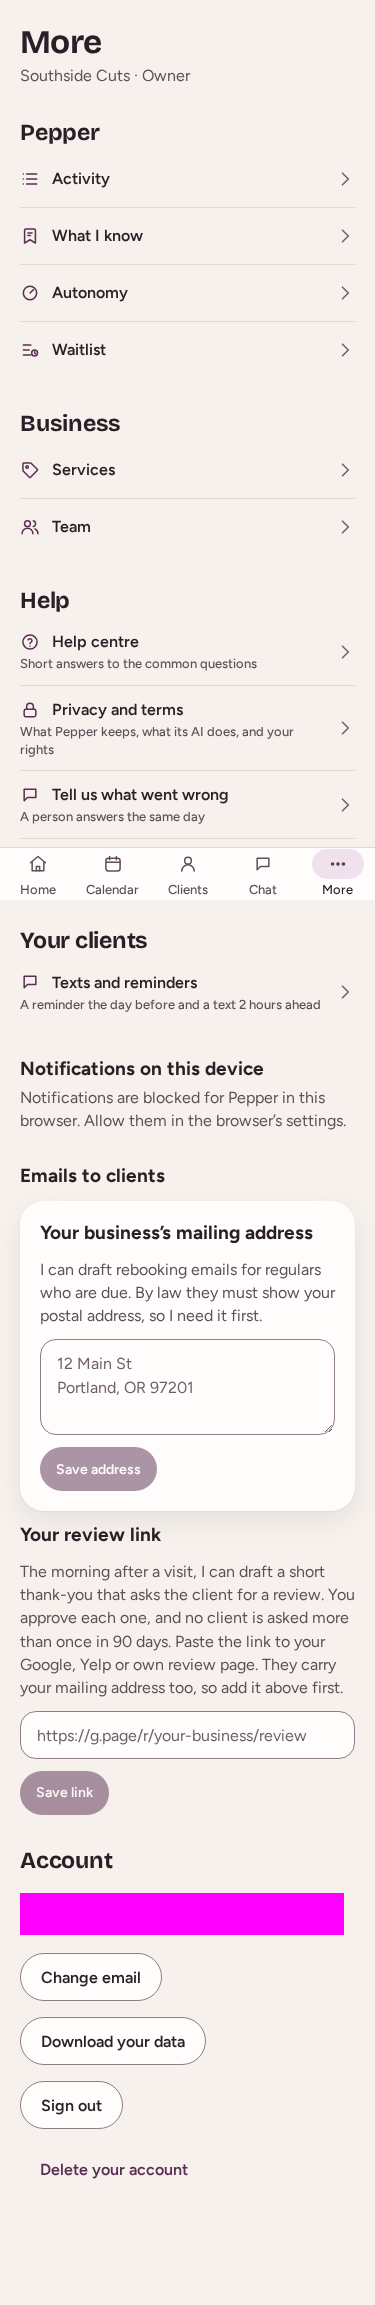 More
Southside Cuts · Owner
Pepper
Activity
What I know
Autonomy
Waitlist
Business
Services
Team
Help
Help centre
Short answers to the common questions
Privacy and terms
What Pepper keeps, what its AI does, and your
rights
Tell us what went wrong
A person answers the same day
Home Calendar Clients Chat More
Your clients
Texts and reminders
A reminder the day before and a text 2 hours ahead
Notifications on this device
Notifications are blocked for Pepper in this
browser. Allow them in the browser’s settings.
Emails to clients
Your business’s mailing address
I can draft rebooking emails for regulars
who are due. By law they must show your
postal address, so I need it first.
12 Main St
Portland, OR 97201
Save address
Your review link
The morning after a visit, I can draft a short
thank-you that asks the client for a review. You
approve each one, and no client is asked more
than once in 90 days. Paste the link to your
Google, Yelp or own review page. They carry
your mailing address too, so add it above first.
https://g.page/r/your-business/review
Save link
Account
Change email
Download your data
Sign out
Delete your account